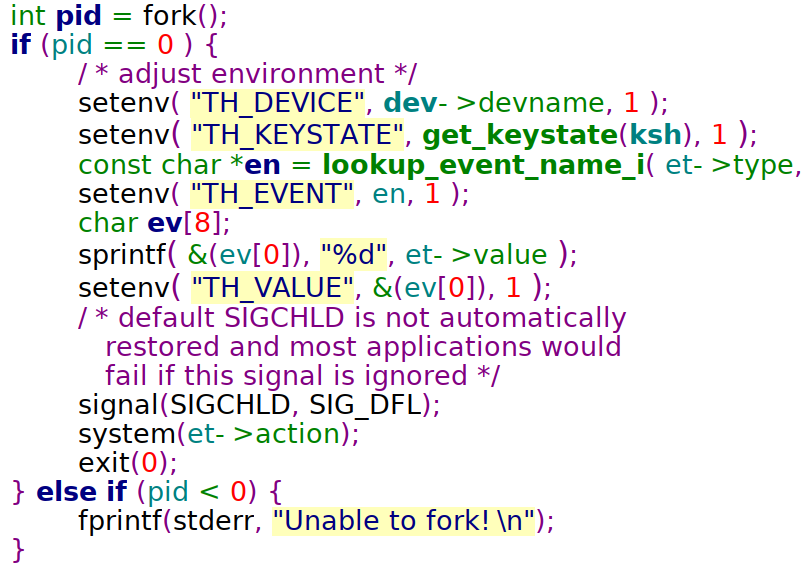 int pid = fork();
if (pid == 0 ) {
/ * adjust environment */
setenv( "TH_DEVICE", dev- >devname, 1 );
setenv( "TH_KEYSTATE", get_keystate(ksh), 1 );
const char *en = lookup_event_name_i( et- >type,
setenv( "TH_EVENT", en, 1 );
char ev[8];
sprintf( &(ev[0]), "%d", et- >value );
setenv( "TH_VALUE", &(ev[0]), 1 );
/ * default SIGCHLD is not automatically
restored and most applications would
fail if this signal is ignored */
signal(SIGCHLD, SIG_DFL);
system(et- >action);
exit(0);
} else if (pid < 0) {
fprintf(stderr, "Unable to fork! \n");
}